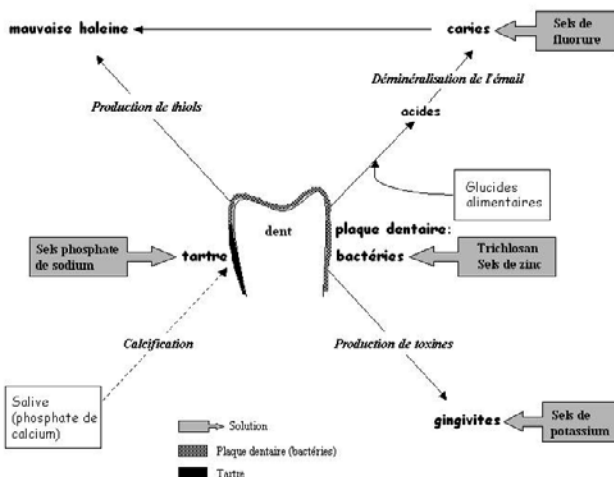 mauvaise haleine
caries
Sels de
fluorure
Déminéralisation de l'émail
Production de thiols
acides
Glucides
alimentaires
dent
plaque dentaire:
bactéries
Sels phosphate
de sodium
tartre
Trichlosan
Sels de zinc
Calcification
Production de toxines
Salive
(phosphate de
calcium)
gingivites
Sels de
potassium
Solution
Plaque dentaire (bactéries)
Tartre